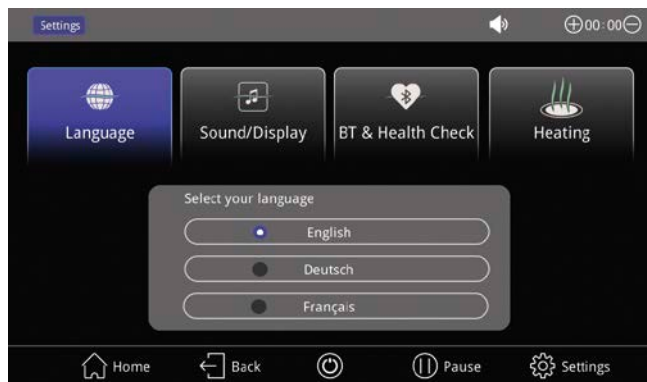 Settings
00:00
Language
Sound/Display
BT & Health Check
Heating
Select your language
English
Deutsch
Français
Home
Back
Pause
Settings